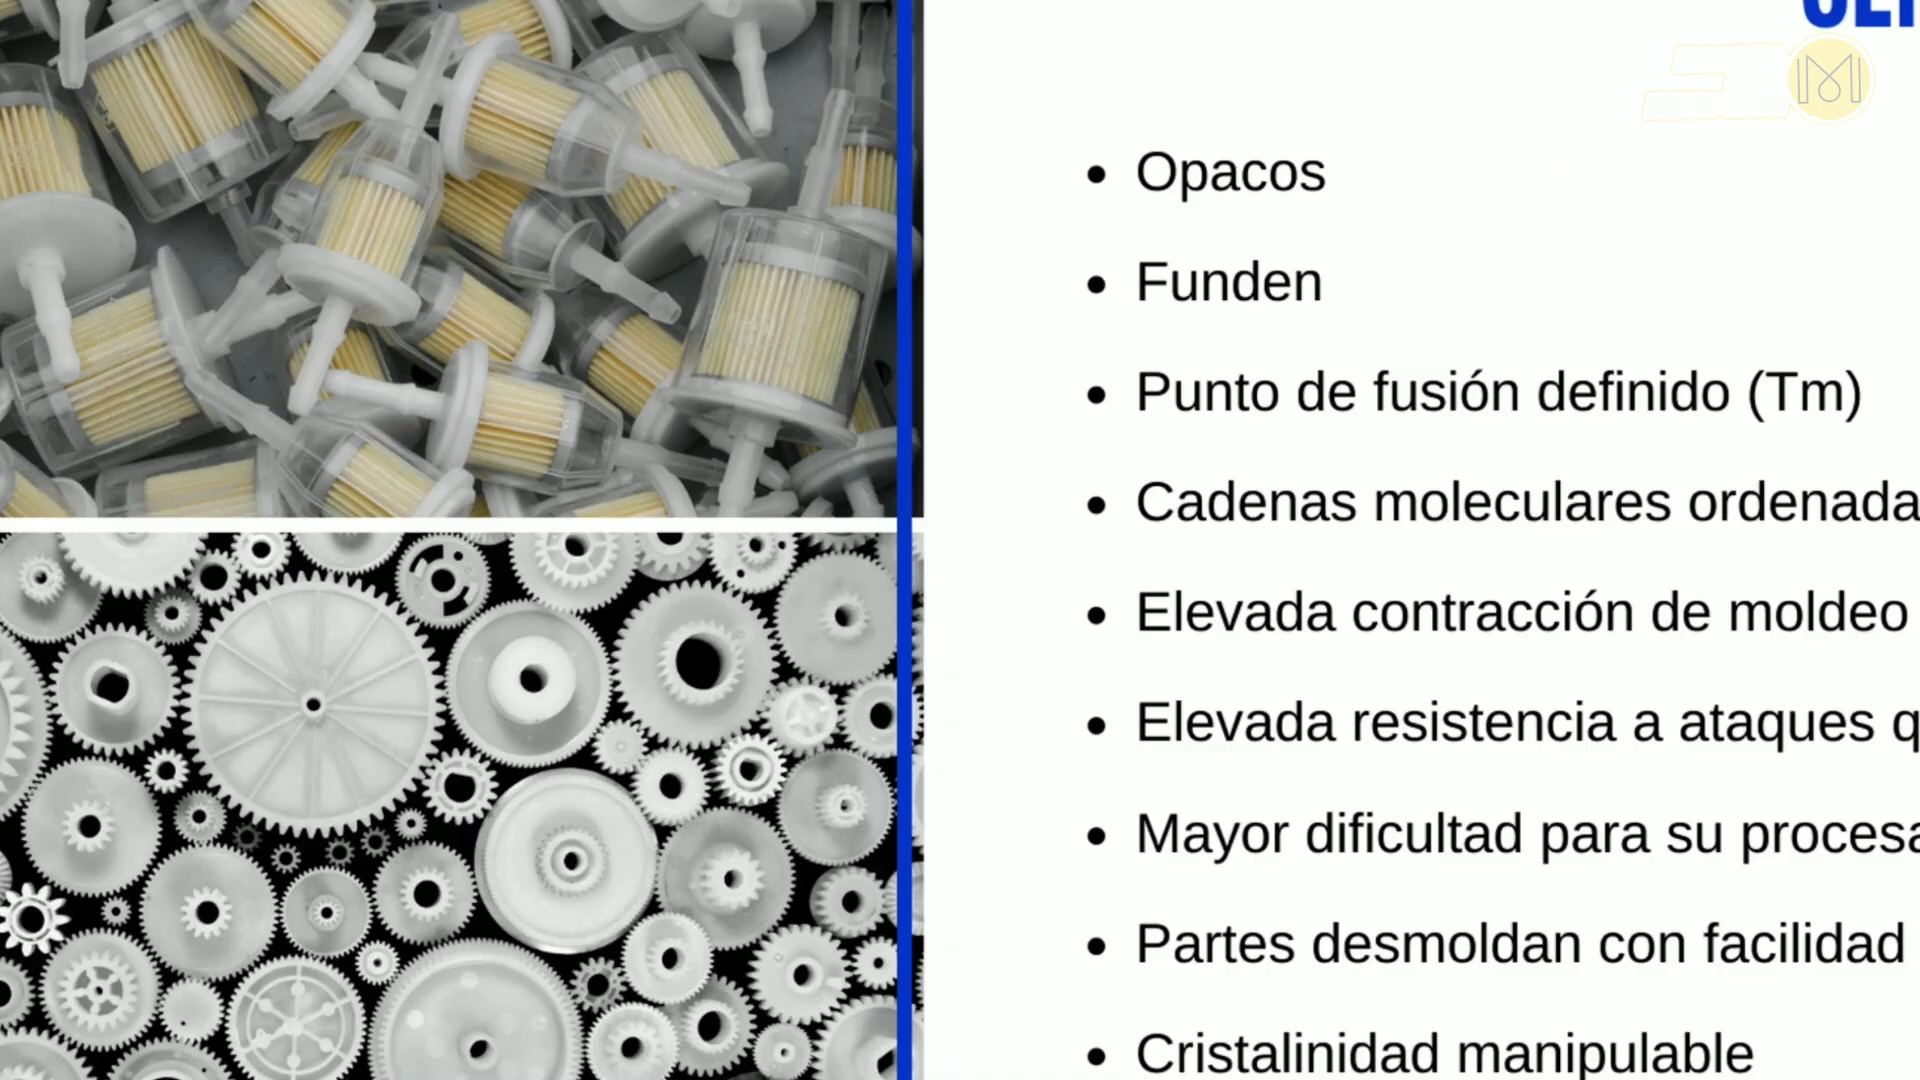 Opacos
Funden
Punto de fusión definido (Tm)
Cadenas moleculares ordenada
Elevada contracción de moldeo
Elevada resistencia a ataques q
Mayor dificultad para su procesa
Partes desmoldan con facilidad
Cristalinidad manipulable